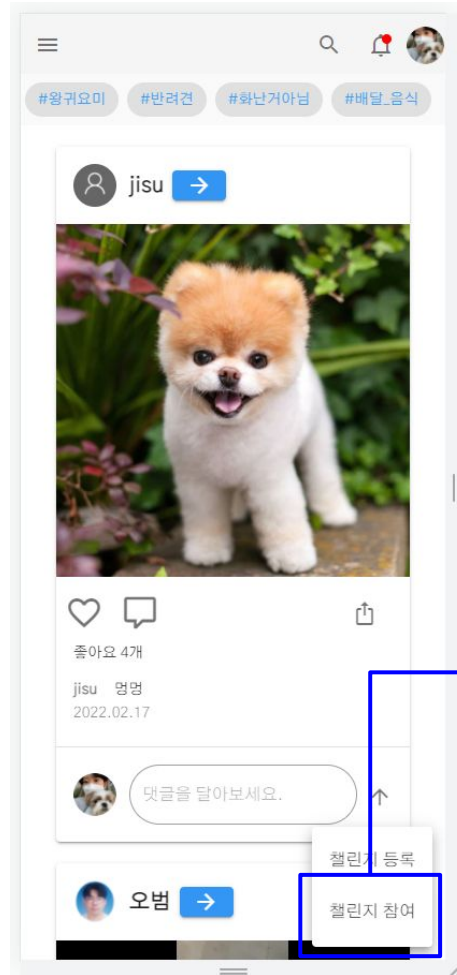 #왕귀요미 #반려견 #화난거아님 #배달_음식
jisu
좋아요 4개
jisu 멍멍
2022.02.17
댓글을 달아보세요.
챌린지 등록
오범
챌린지 참여